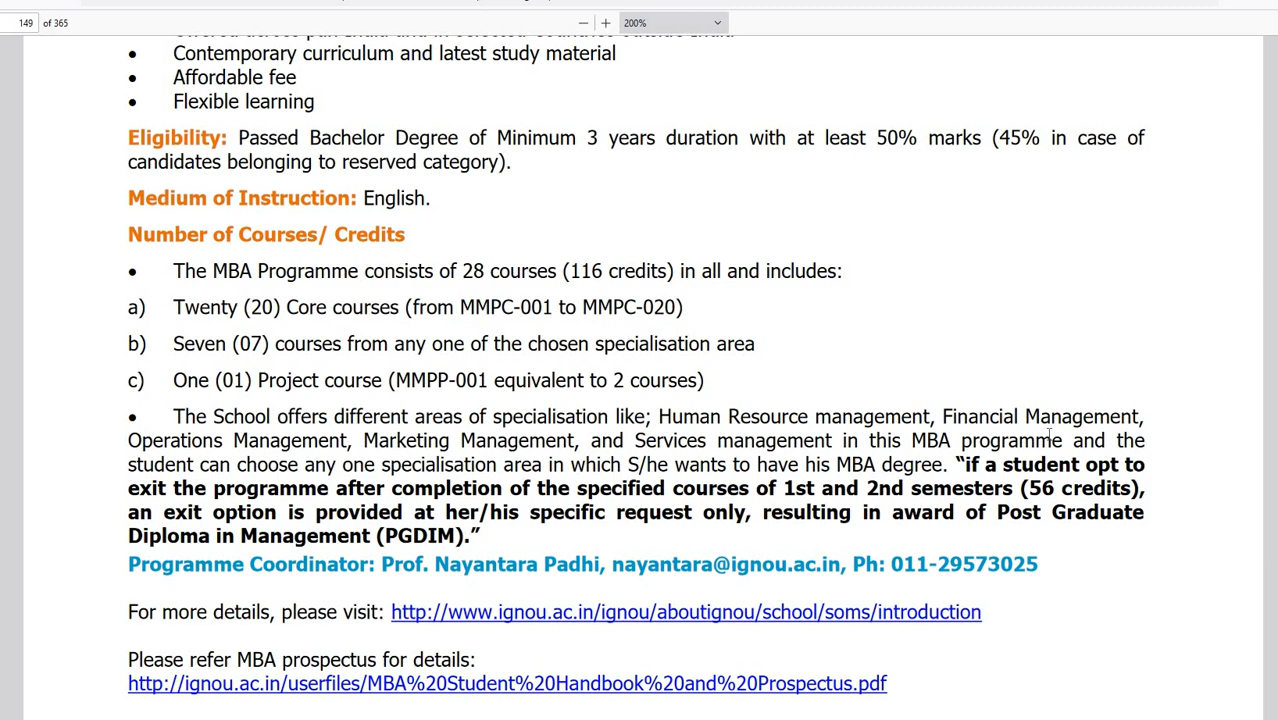 149 of 365
200%
Offered across pan India and in selected countries outside India
• Contemporary curriculum and latest study material
• Affordable fee
• Flexible learning
Eligibility: Passed Bachelor Degree of Minimum 3 years duration with at least 50% marks (45% in case of
candidates belonging to reserved category).
Medium of Instruction: English.
Number of Courses/ Credits
• The MBA Programme consists of 28 courses (116 credits) in all and includes:
a) Twenty (20) Core courses (from MMPC-001 to MMPC-020)
b) Seven (07) courses from any one of the chosen specialisation area
c) One (01) Project course (MMPP-001 equivalent to 2 courses)
• The School offers different areas of specialisation like; Human Resource management, Financial Management,
Operations Management, Marketing Management, and Services management in this MBA programme and the
student can choose any one specialisation area in which S/he wants to have his MBA degree. “if a student opt to
exit the programme after completion of the specified courses of 1st and 2nd semesters (56 credits),
an exit option is provided at her/his specific request only, resulting in award of Post Graduate
Diploma in Management (PGDIM).”
Programme Coordinator: Prof. Nayantara Padhi, nayantara@ignou.ac.in, Ph: 011-29573025
For more details, please visit: http://www.ignou.ac.in/ignou/aboutignou/school/soms/introduction
Please refer MBA prospectus for details:
http://ignou.ac.in/userfiles/MBA%20Student%20Handbook%20and%20Prospectus.pdf